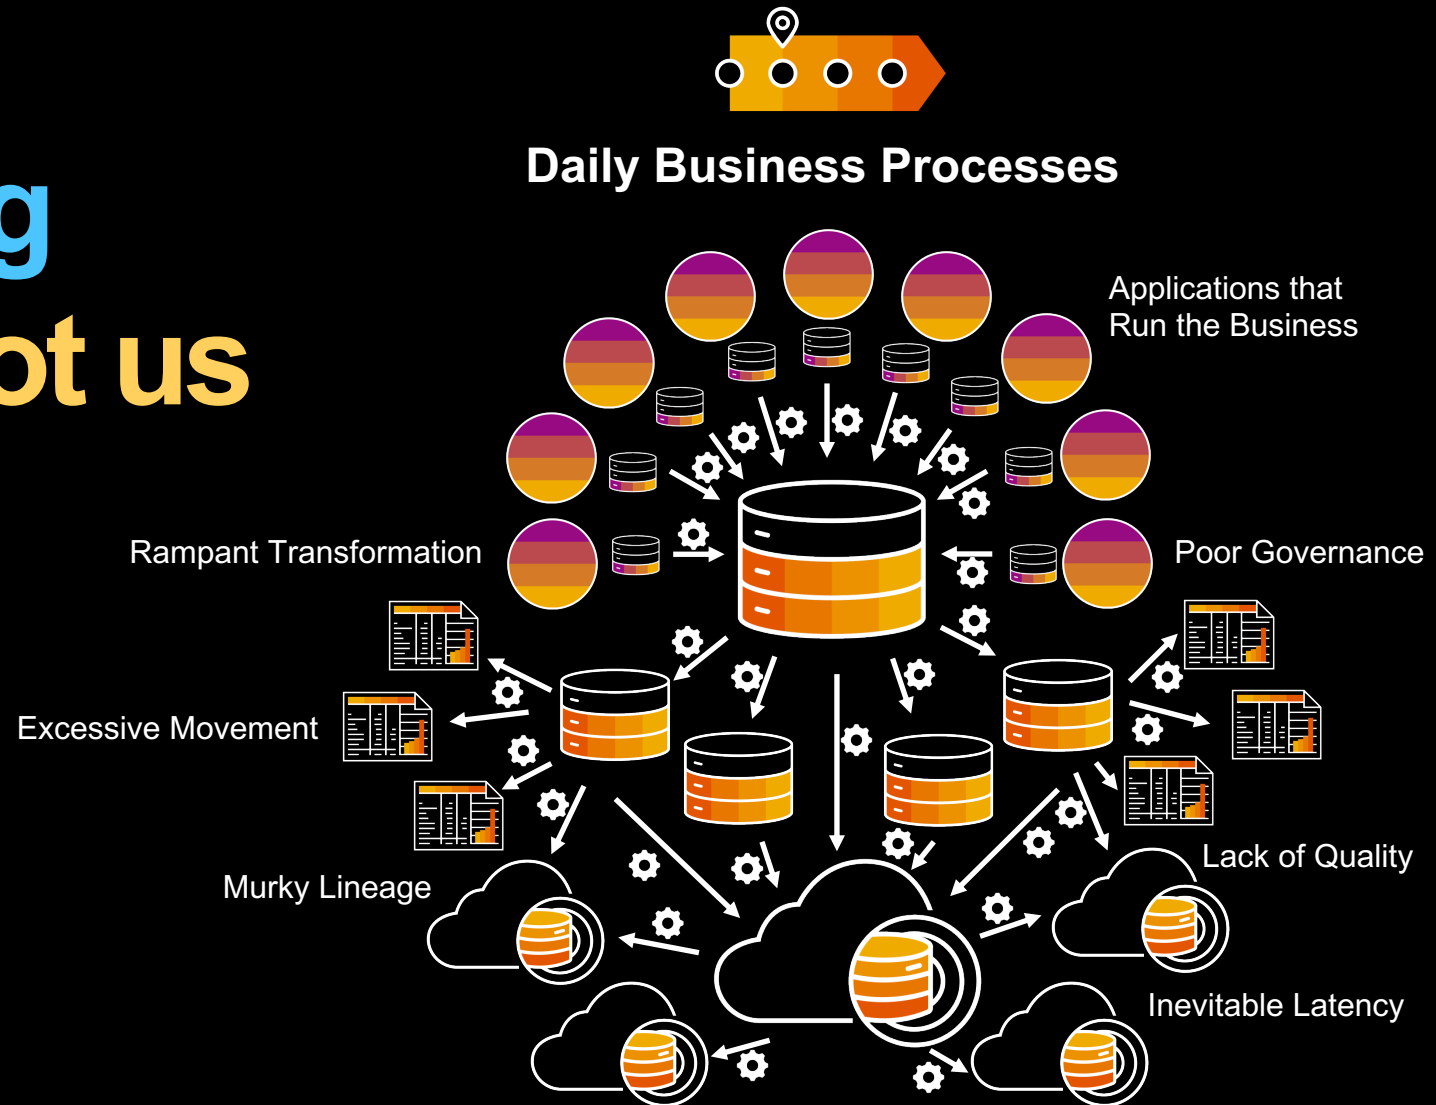 Daily Business Processes
Applications that
Run the Business
us
Rampant Transformation
Poor Governance
Excessive Movement
Lack of Quality
Murky Lineage
Inevitable Latency